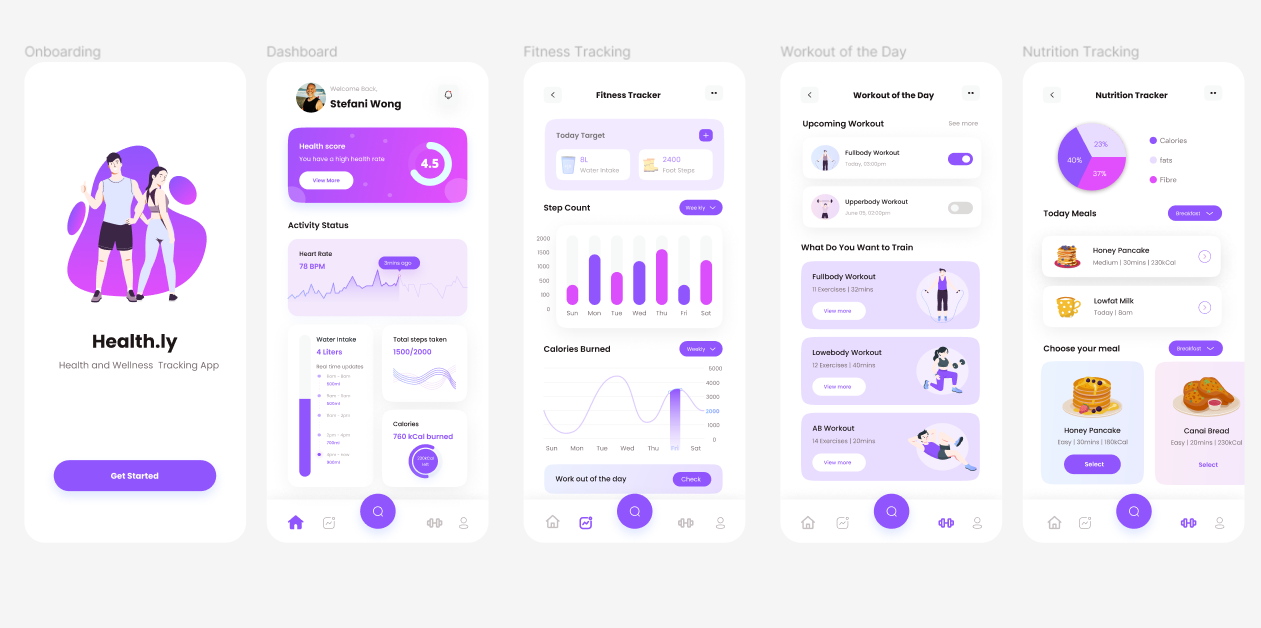 Onboarding
Health.ly
Health and Wellness Tracking App
Get Started
Dashboard
Welcome Back,
Stefani Wong
Health score
You have a high health rate
View More
4.5
Activity Status
Heart Rate
78 BPM
3mins ago
Water Intake
4 Liters
Real time updates
6am - 8am
500ml
9am - 11am
500ml
11am - 2pm
2pm - 4pm
700ml
4pm - now
900ml
Total steps taken
1500/2000
Calories
760 kCal burned
230kCal
left
Fitness Tracking
Fitness Tracker
Today Target
+
8L
Water Intake
2400
Foot Steps
Step Count
Weekly
2000
1500
1500
500
100
0
Sun Mon Tue Wed Thu Fri Sat
Calories Burned
Weekly
5000
4000
3000
2000
1000
0
Sun Mon Tue Wed Thu Fri Sat
Work out of the day
Check
Workout of the Day
Workout of the Day
Upcoming Workout
See more
Fullbody Workout
Today, 03:00pm
Upperbody Workout
June 05, 02:00pm
What Do You Want to Train
Fullbody Workout
11 Exercises | 32mins
View more
Lowebody Workout
12 Exercises | 40mins
View more
AB Workout
14 Exercises | 20mins
View more
Nutrition Tracking
Nutrition Tracker
23%
40%
37%
Calories
fats
Fibre
Today Meals
Breakfast
Honey Pancake
Medium | 30mins | 230kCal
Lowfat Milk
Today | 8am
Choose your meal
Breakfast
Honey Pancake
Easy | 30mins | 180kCal
Select
Canai Bread
Easy | 20mins | 230kCal
Select